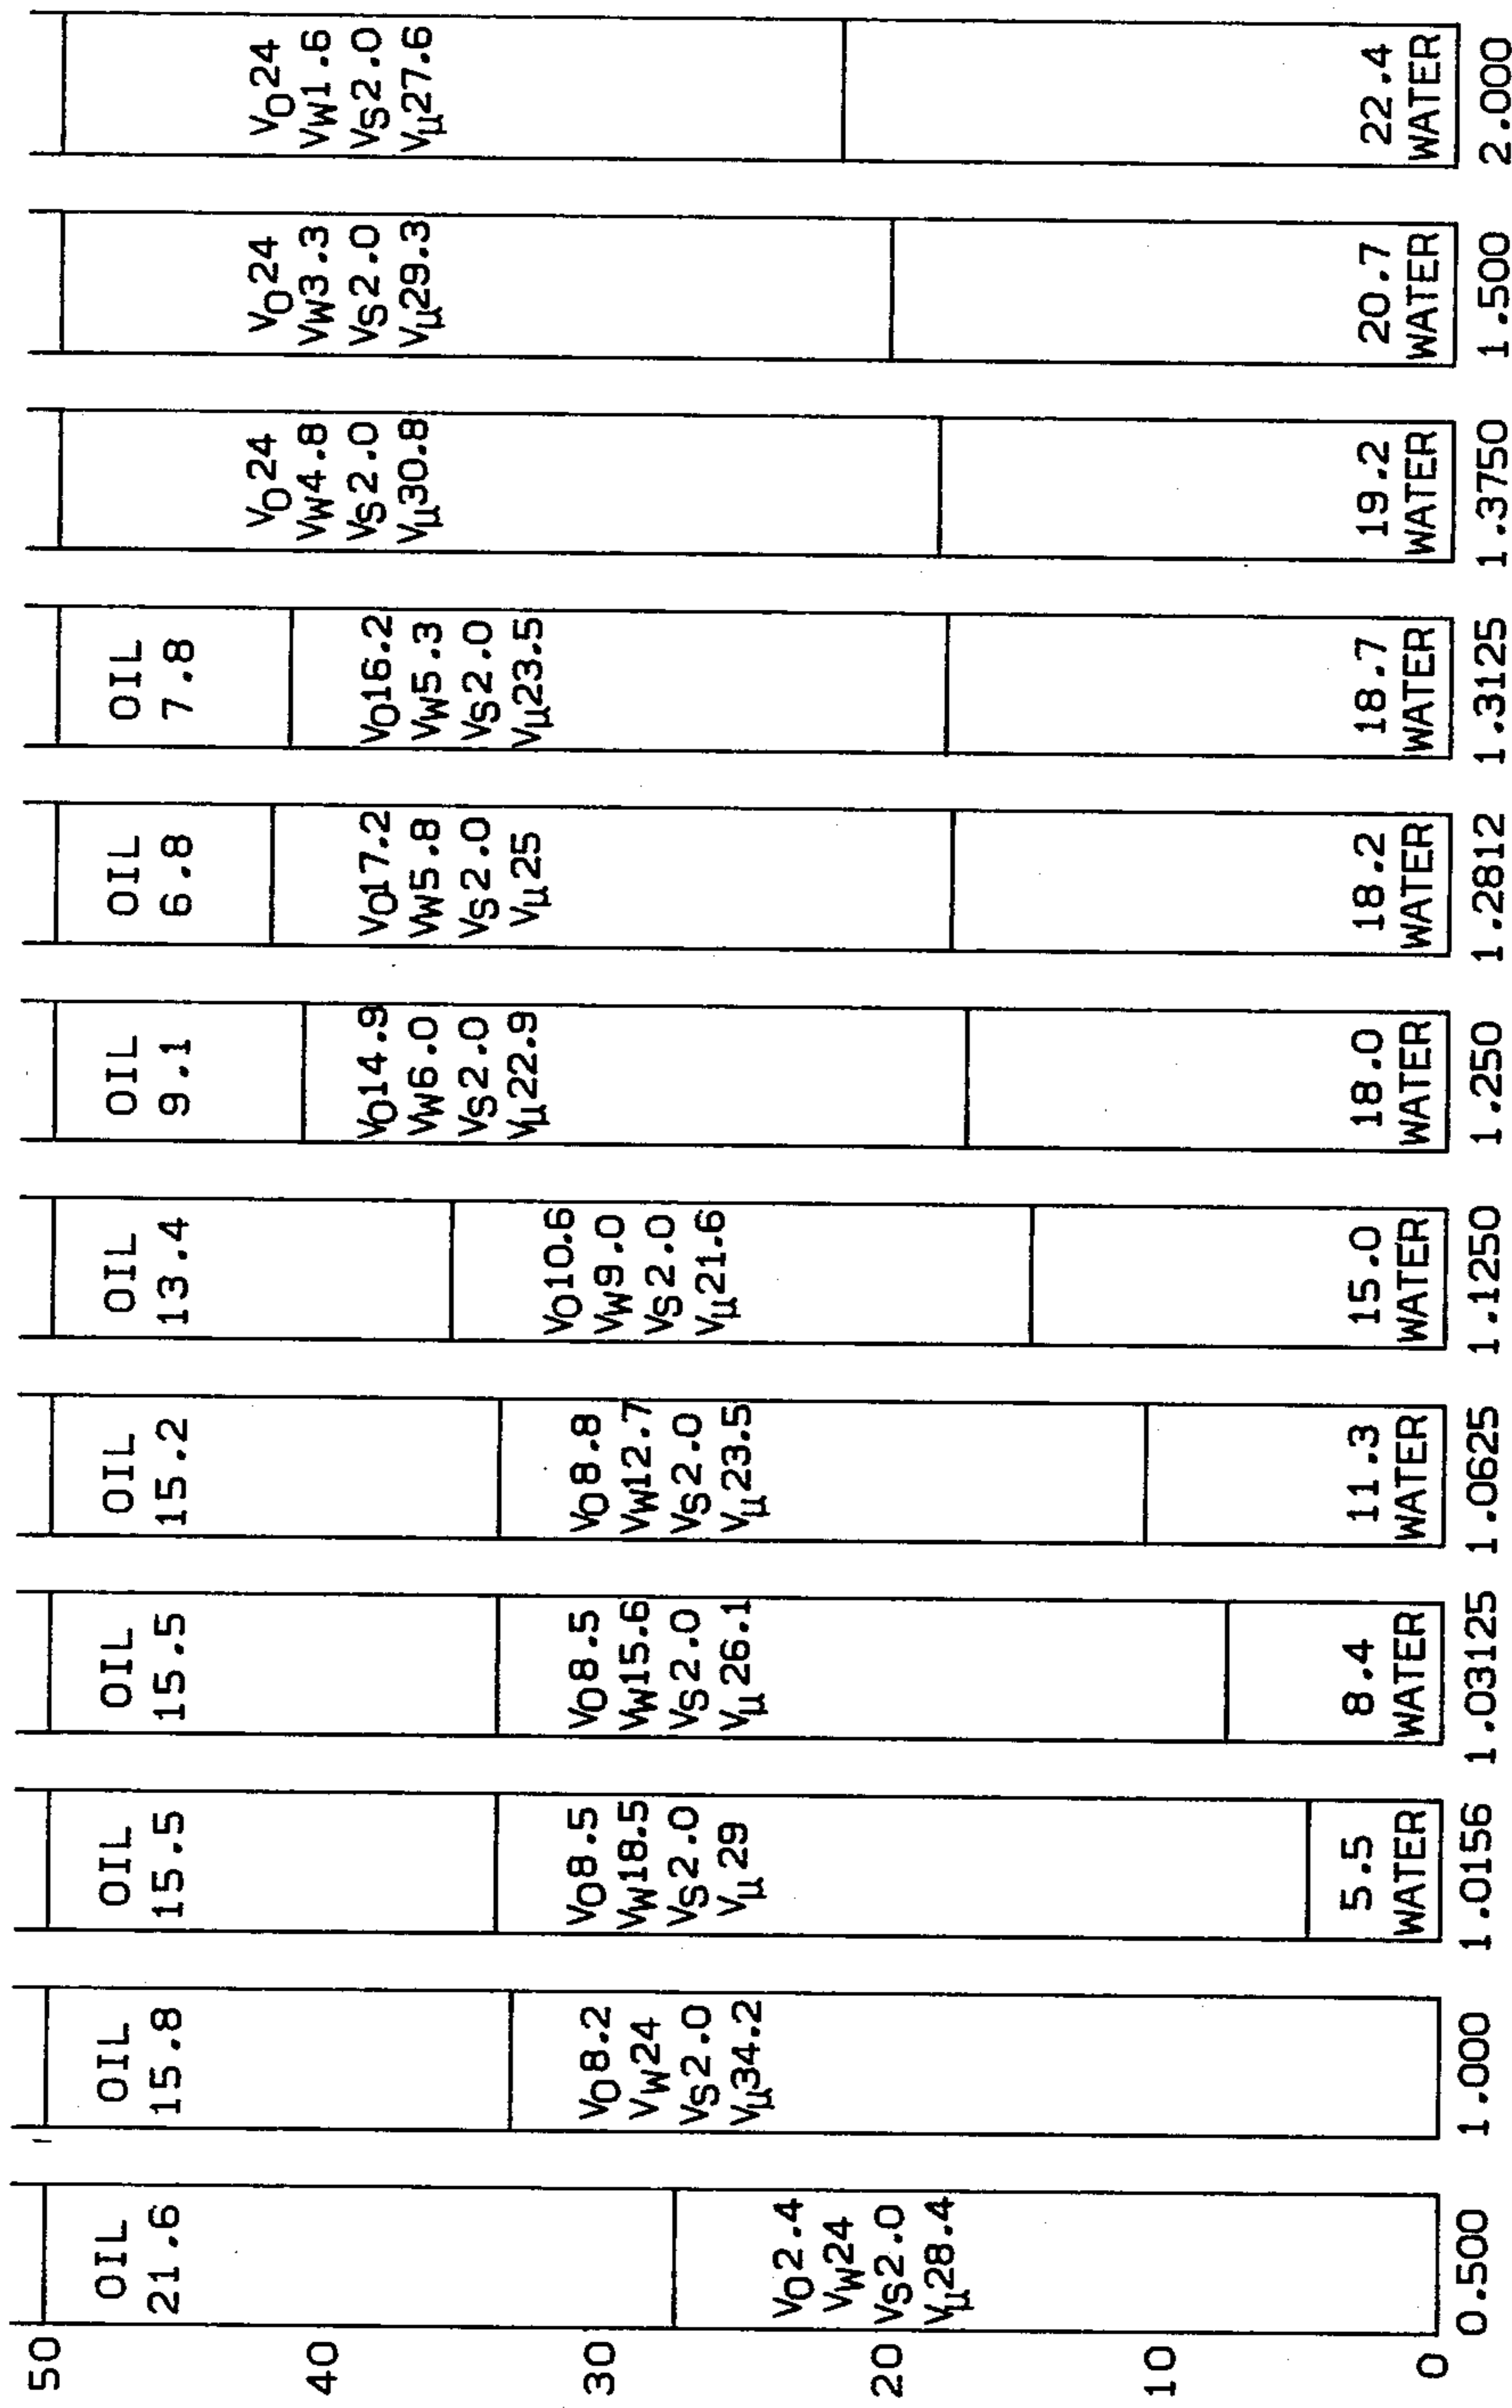 50
40
30
20
10
0
OIL
21.6
Vo2.4
Vw24
Vs2.0
Vμ28.4
0.500
OIL
15.8
Vo8.2
Vw24
Vs2.0
Vμ34.2
1.000
OIL
15.5
Vo8.5
Vw18.5
Vs2.0
Vμ29
5.5
WATER
1.0156
OIL
15.5
Vo8.5
Vw15.6
Vs2.0
Vμ26.1
8.4
WATER
1.03125
OIL
15.2
Vo8.8
Vw12.7
Vs2.0
Vμ23.5
11.3
WATER
1.0625
OIL
13.4
Vo10.6
Vw9.0
Vs2.0
Vμ21.6
15.0
WATER
1.1250
OIL
9.1
Vo14.9
Vw6.0
Vs2.0
Vμ22.9
18.0
WATER
1.250
OIL
6.8
Vo17.2
Vw5.8
Vs2.0
Vμ25
18.2
WATER
1.2812
OIL
7.8
Vo16.2
Vw5.3
Vs2.0
Vμ23.5
18.7
WATER
1.3125
Vo24
Vw4.8
Vs2.0
Vμ30.8
19.2
WATER
1.3750
Vo24
Vw3.3
Vs2.0
Vμ29.3
20.7
WATER
1.500
Vo24
Vw1.6
Vs2.0
Vμ27.6
22.4
WATER
2.000